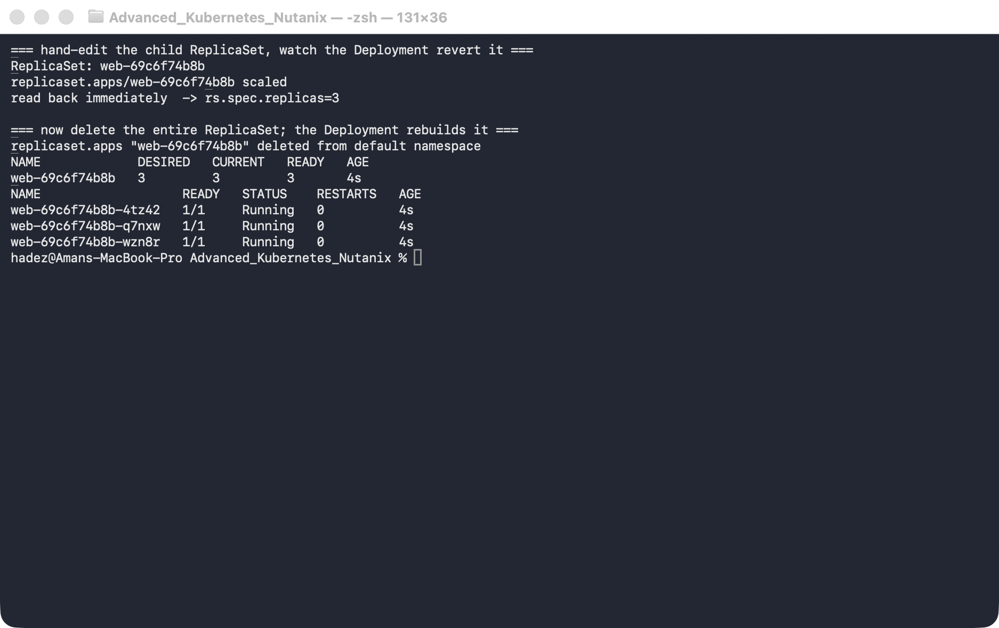 Advanced_Kubernetes_Nutanix — -zsh — 131×36
=== hand-edit the child ReplicaSet, watch the Deployment revert it ===
ReplicaSet: web-69c6f74b8b
replicaset.apps/web-69c6f74b8b scaled
read back immediately  -> rs.spec.replicas=3

=== now delete the entire ReplicaSet; the Deployment rebuilds it ===
replicaset.apps "web-69c6f74b8b" deleted from default namespace
NAME             DESIRED   CURRENT   READY   AGE
web-69c6f74b8b   3         3         3       4s
NAME                   READY   STATUS    RESTARTS   AGE
web-69c6f74b8b-4tz42   1/1     Running   0          4s
web-69c6f74b8b-q7nxw   1/1     Running   0          4s
web-69c6f74b8b-wzn8r   1/1     Running   0          4s
hadez@Amans-MacBook-Pro Advanced_Kubernetes_Nutanix %